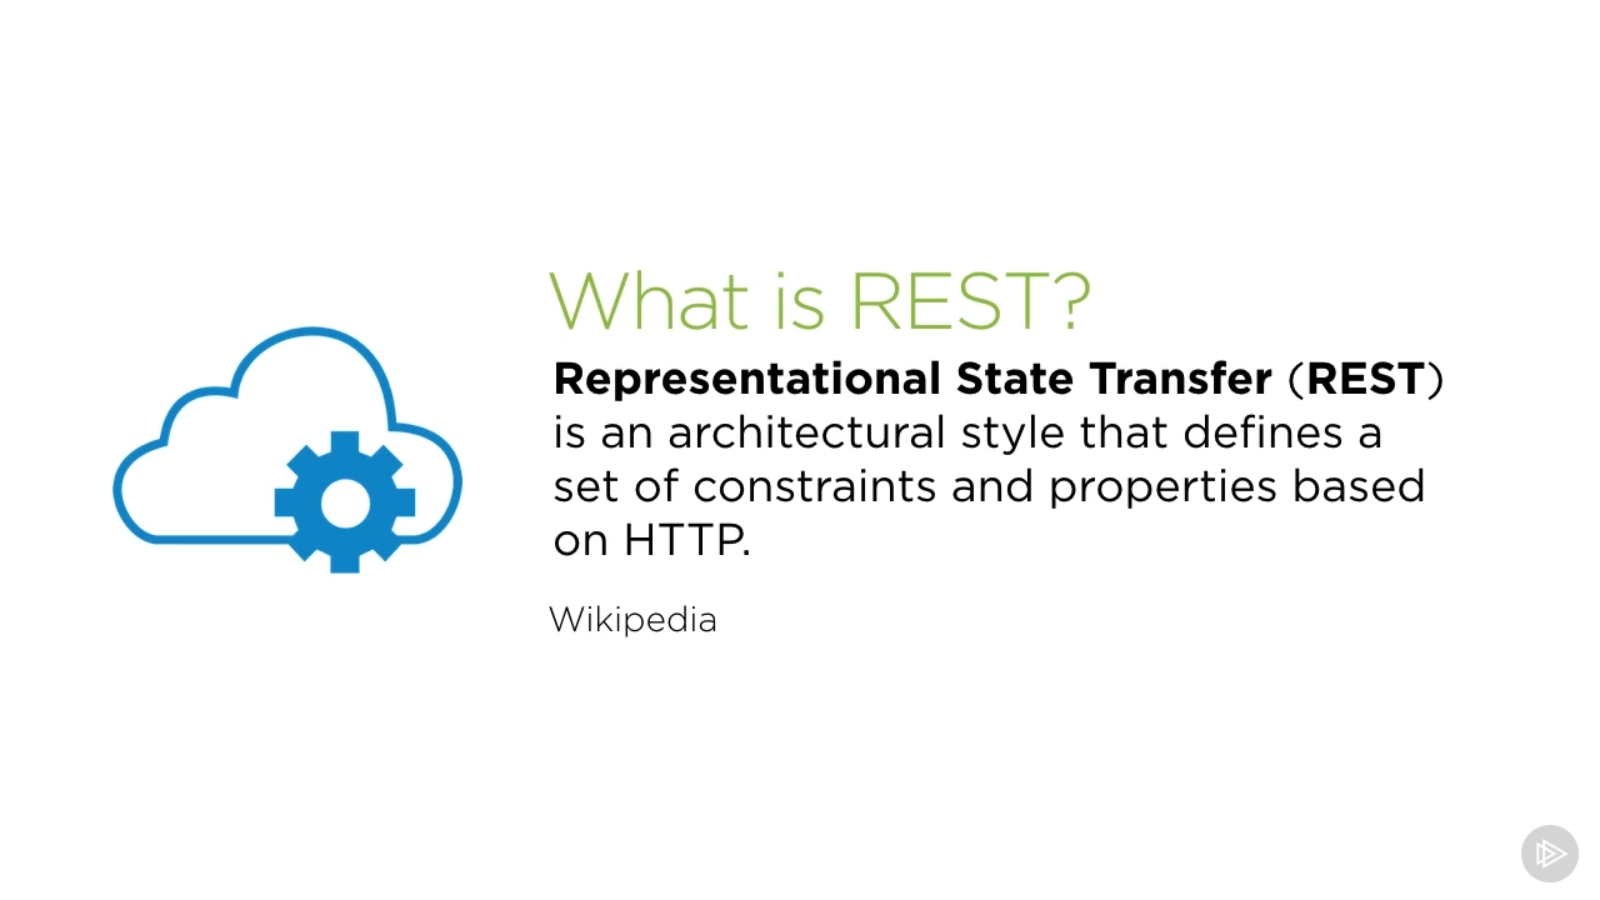 What is REST?
Representational State Transfer (REST)
is an architectural style that defines a
set of constraints and properties based
on HTTP.
Wikipedia